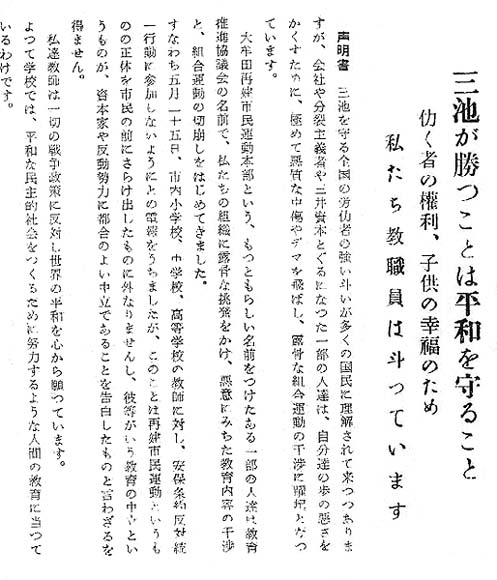 三池が勝つことは平和を守ること
仂く者の權利、子供の幸福のため
私たち教職員は斗つています
声明書　三池を守る全国の労仂者の強い斗いが多くの国民に理解されて来つつありま
すが、会社や分裂主義者や三井資本とぐるになつた一部の人達は、自分達の歩の悪さを
かくすために、極めて悪質な中傷やデマを飛ばし、露骨な組合運動の干渉に躍起となつ
ています。
大牟田再建市民運動本部という、もつともらしい名前をつけたある一部の人達は教育
推進協議会の名前で、私たちの組織に露骨な挑発をかけ、悪意にみちた教育内容の干渉
と、組合運動の切崩しをはじめてきました。
すなわち五月二十五日、市内小学校、中学校、高等学校の教師に対し、安保条約反対統
一行動に参加しないようにとの電報をうちましたが、このことは再建市民運動というも
のの正体を市民の前にさらけ出したものに外なりませんし、彼等がいう教育の中立とい
うものが、資本家や反動勢力に都合のよい中立であることを告白したものと言わざるを
得ません。
私達教師は一切の戦争政策に反対し世界の平和を心から願つています。
よつて学校では、平和な民主的社会をつくるために努力するような人間の教育に当つて
いるわけです。